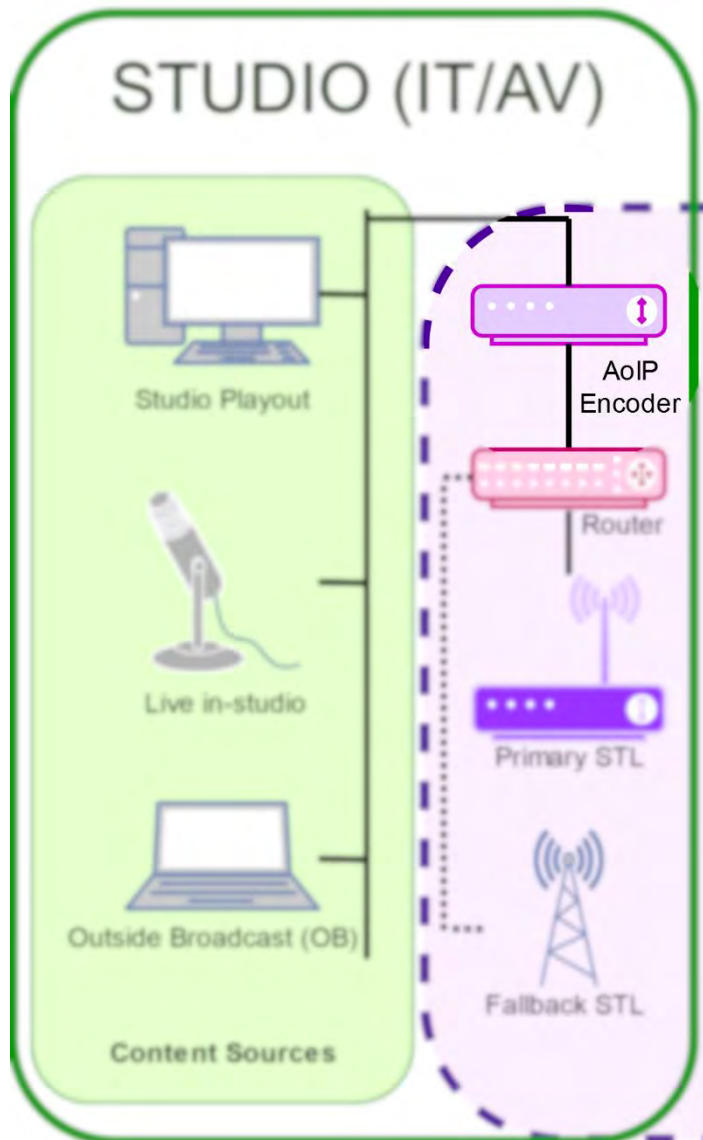 STUDIO (IT/AV)
Studio Playout
Live in-studio
Outside Broadcast (OB)
Content Sources
AoIP
Encoder
Router
Primary STL
Fallback STL